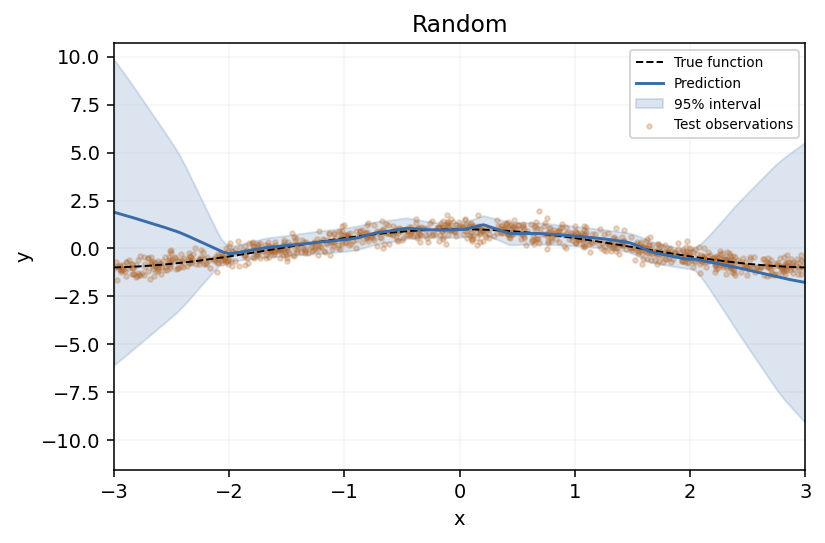 Random
True function
Prediction
95% interval
Test observations
10.0
7.5
5.0
2.5
0.0
−2.5
−5.0
−7.5
−10.0
y
−3 −2 −1 0 1 2 3
x